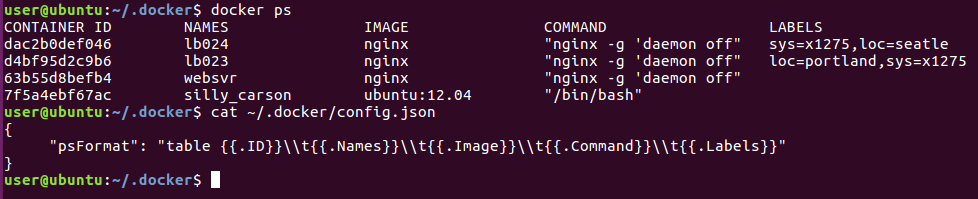 user@ubuntu:~/.docker$ docker ps
CONTAINER ID        NAMES               IMAGE               COMMAND                LABELS
dac2b0def046        lb024               nginx               "nginx -g 'daemon off"   sys=x1275,loc=seatle
d4bf95d2c9b6        lb023               nginx               "nginx -g 'daemon off"   loc=portland,sys=x1275
63b55d8befb4        websvr              nginx               "nginx -g 'daemon off"
7f5a4ebf67ac        silly_carson        ubuntu:12.04        "/bin/bash"
user@ubuntu:~/.docker$ cat ~/.docker/config.json
{
     "psFormat": "table {{.ID}}\\t{{.Names}}\\t{{.Image}}\\t{{.Command}}\\t{{.Labels}}"
}
user@ubuntu:~/.docker$